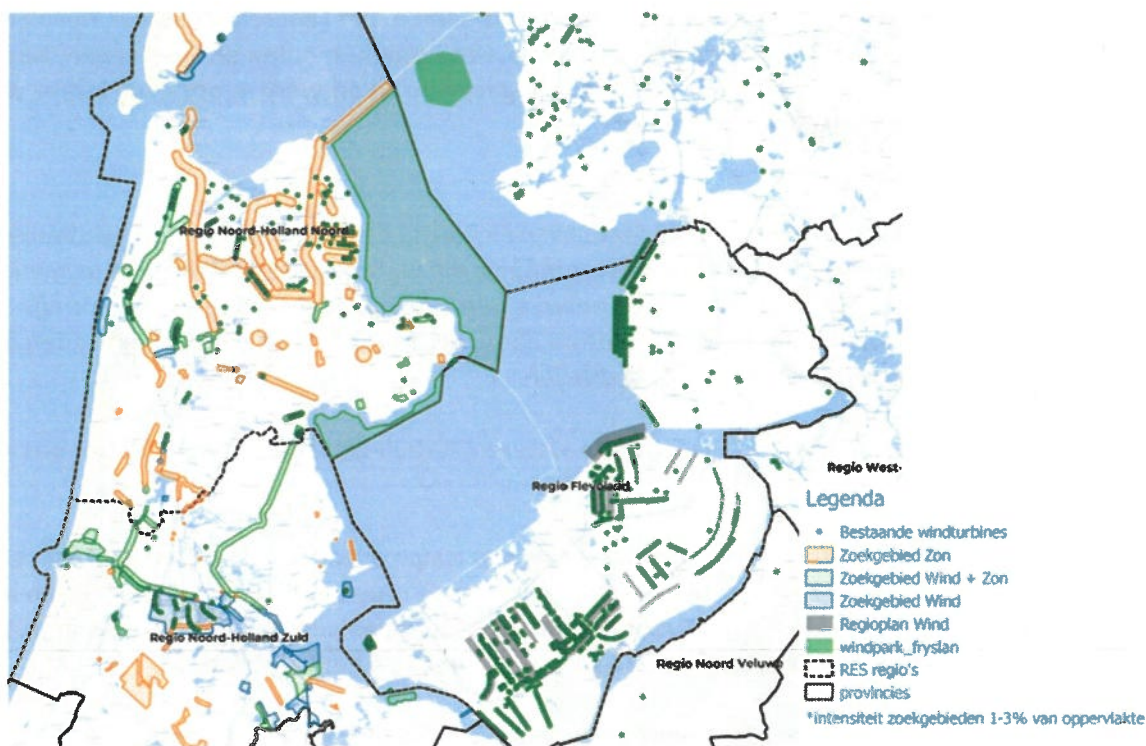 Regio Noord-Holland Noord
Regio Flevoland
Regio West-
Regio Noord-Holland Zuid
Regio Noord Veluwe
Legenda
Bestaande windturbines
Zoekgebied Zon
Zoekgebied Wind + Zon
Zoekgebied Wind
Regioplan Wind
windpark_fryslan
RES regio's
provincies
*intensiteit zoekgebieden 1-3% van oppervlakte